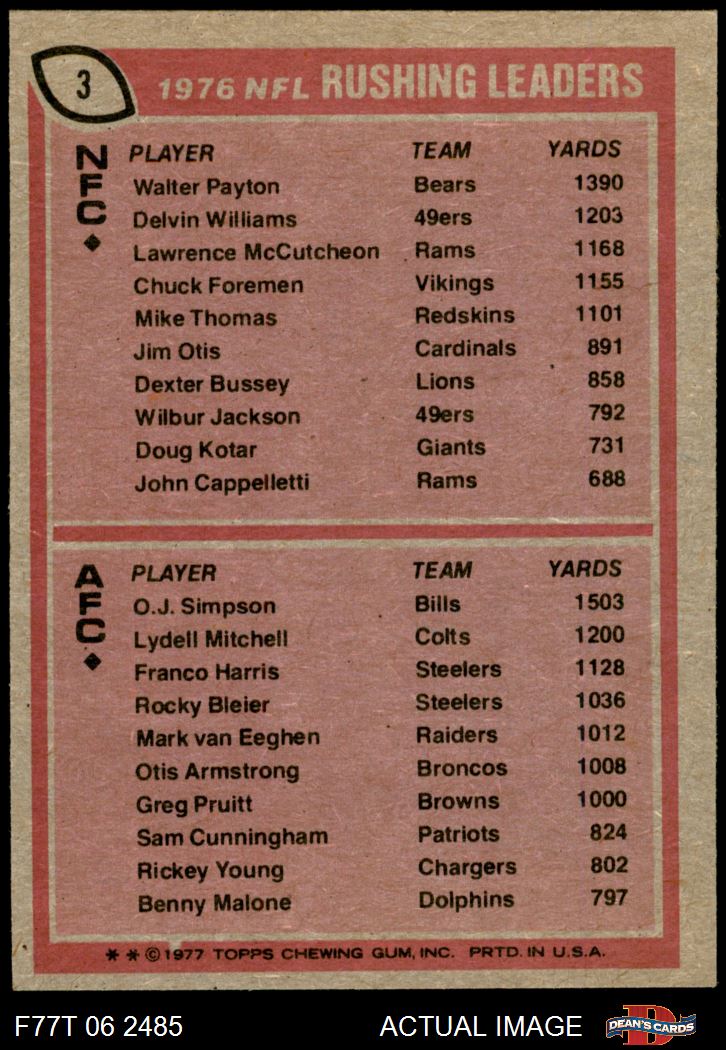 3
1976 NFL RUSHING LEADERS
NFC
PLAYER TEAM YARDS
Walter Payton Bears 1390
Delvin Williams 49ers 1203
Lawrence McCutcheon Rams 1168
Chuck Foremen Vikings 1155
Mike Thomas Redskins 1101
Jim Otis Cardinals 891
Dexter Bussey Lions 858
Wilbur Jackson 49ers 792
Doug Kotar Giants 731
John Cappelletti Rams 688
AFC
PLAYER TEAM YARDS
O.J. Simpson Bills 1503
Lydell Mitchell Colts 1200
Franco Harris Steelers 1128
Rocky Bleier Steelers 1036
Mark van Eeghen Raiders 1012
Otis Armstrong Broncos 1008
Greg Pruitt Browns 1000
Sam Cunningham Patriots 824
Rickey Young Chargers 802
Benny Malone Dolphins 797
* * ©1977 TOPPS CHEWING GUM, INC. PRTD. IN U.S.A.
F77T 06 2485 ACTUAL IMAGE
D
DEAN'S CARDS